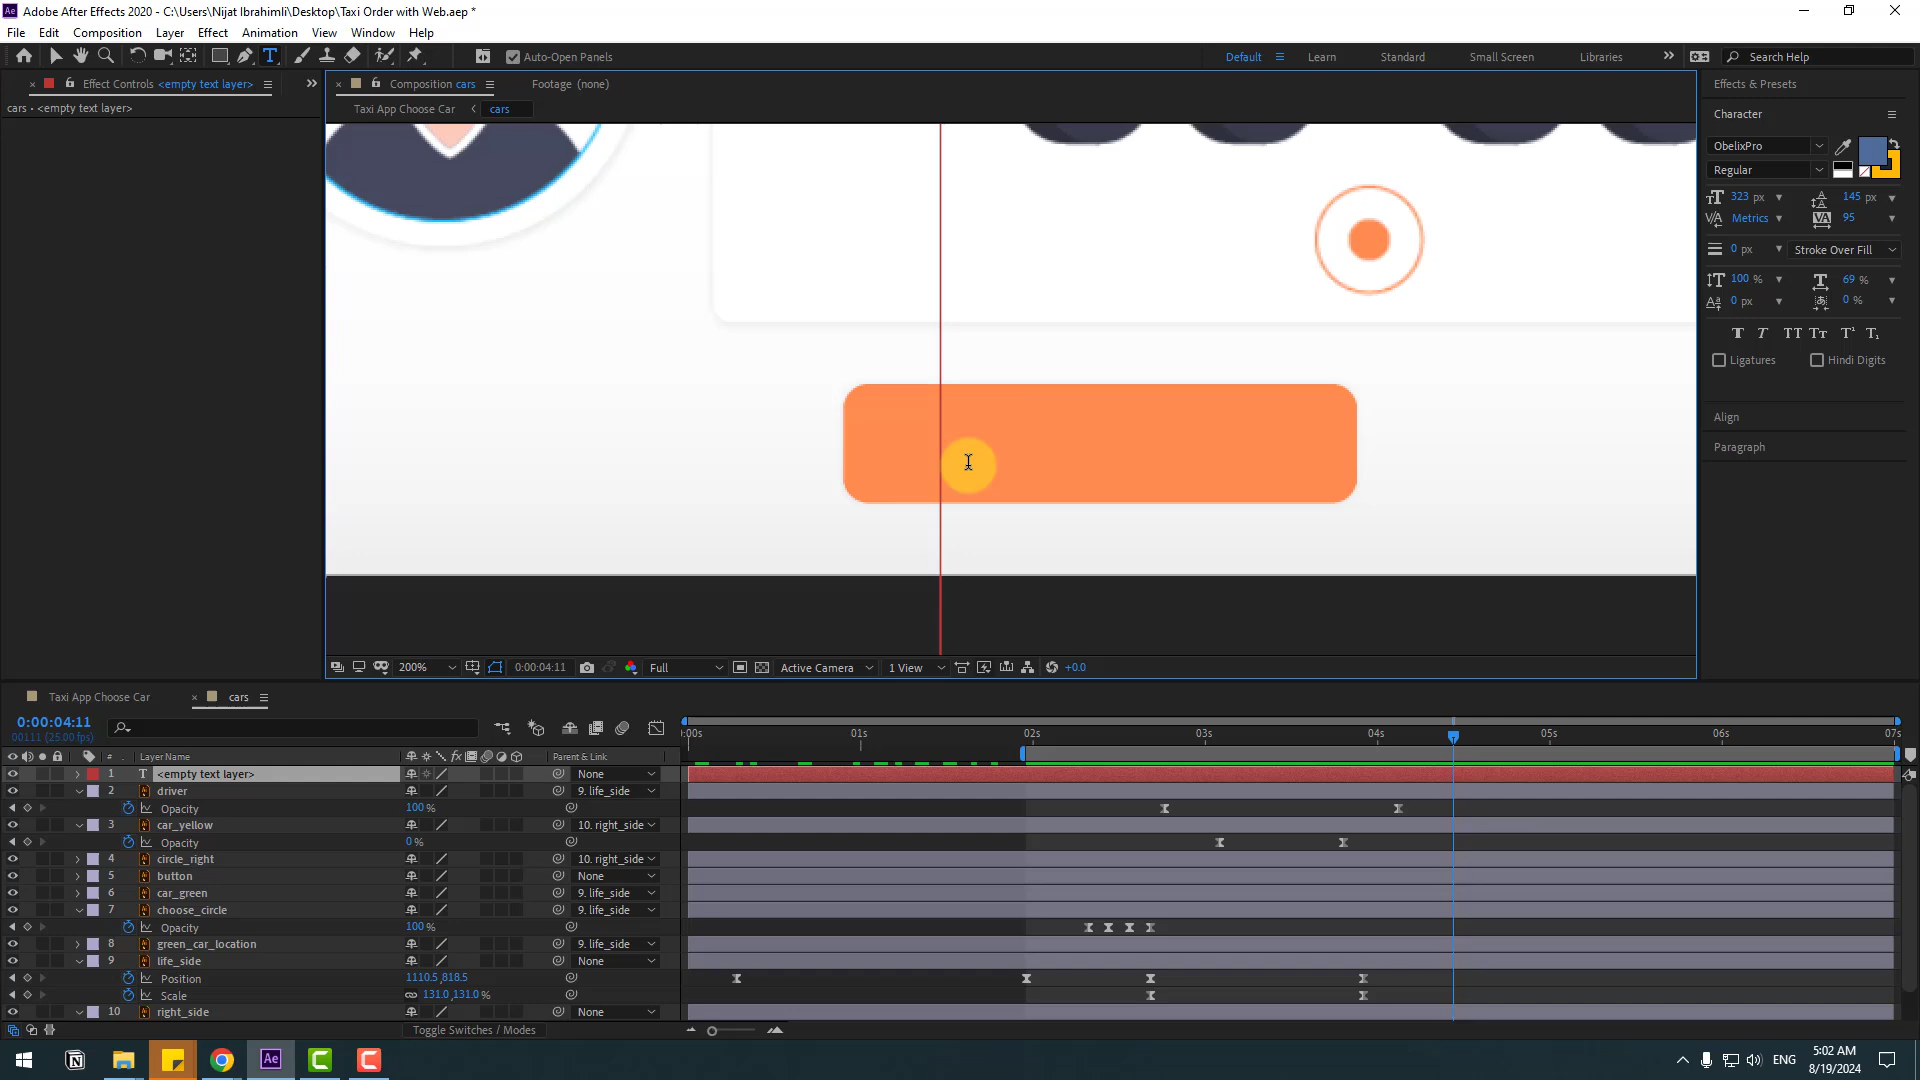 Adobe After Effects 2020 - C:\Users\Nijat Ibrahimli\Desktop\Taxi Order with Web.aep *
File Edit Composition Layer Effect Animation View Window Help
Auto-Open Panels
Default Learn Standard Small Screen Libraries Search Help
Effect Controls <empty text layer>
Composition cars
Footage (none)
Effects & Presets
cars · <empty text layer>
Taxi App Choose Car
cars
Character
ObelixPro
Regular
323 px
145 px
Metrics
95
0 px
Stroke Over Fill
100 %
69 %
0 px
0 %
Ligatures
Hindi Digits
Align
Paragraph
200%
0:00:04:11
Full
Active Camera
1 View
+0.0
Taxi App Choose Car
cars
0:00:04:11
00111 (25.00 fps)
:00s 01s 02s 03s 04s 05s 06s 07s
# Layer Name Parent & Link
1 T <empty text layer> None
2 driver 9. life_side
Opacity 100 %
3 car_yellow 10. right_side
Opacity 0 %
4 circle_right 10. right_side
5 button None
6 car_green 9. life_side
7 choose_circle 9. life_side
Opacity 100 %
8 green_car_location 9. life_side
9 life_side None
Position 1110.5,818.5
Scale 131.0,131.0 %
10 right_side None
Toggle Switches / Modes
ENG
5:02 AM
8/19/2024